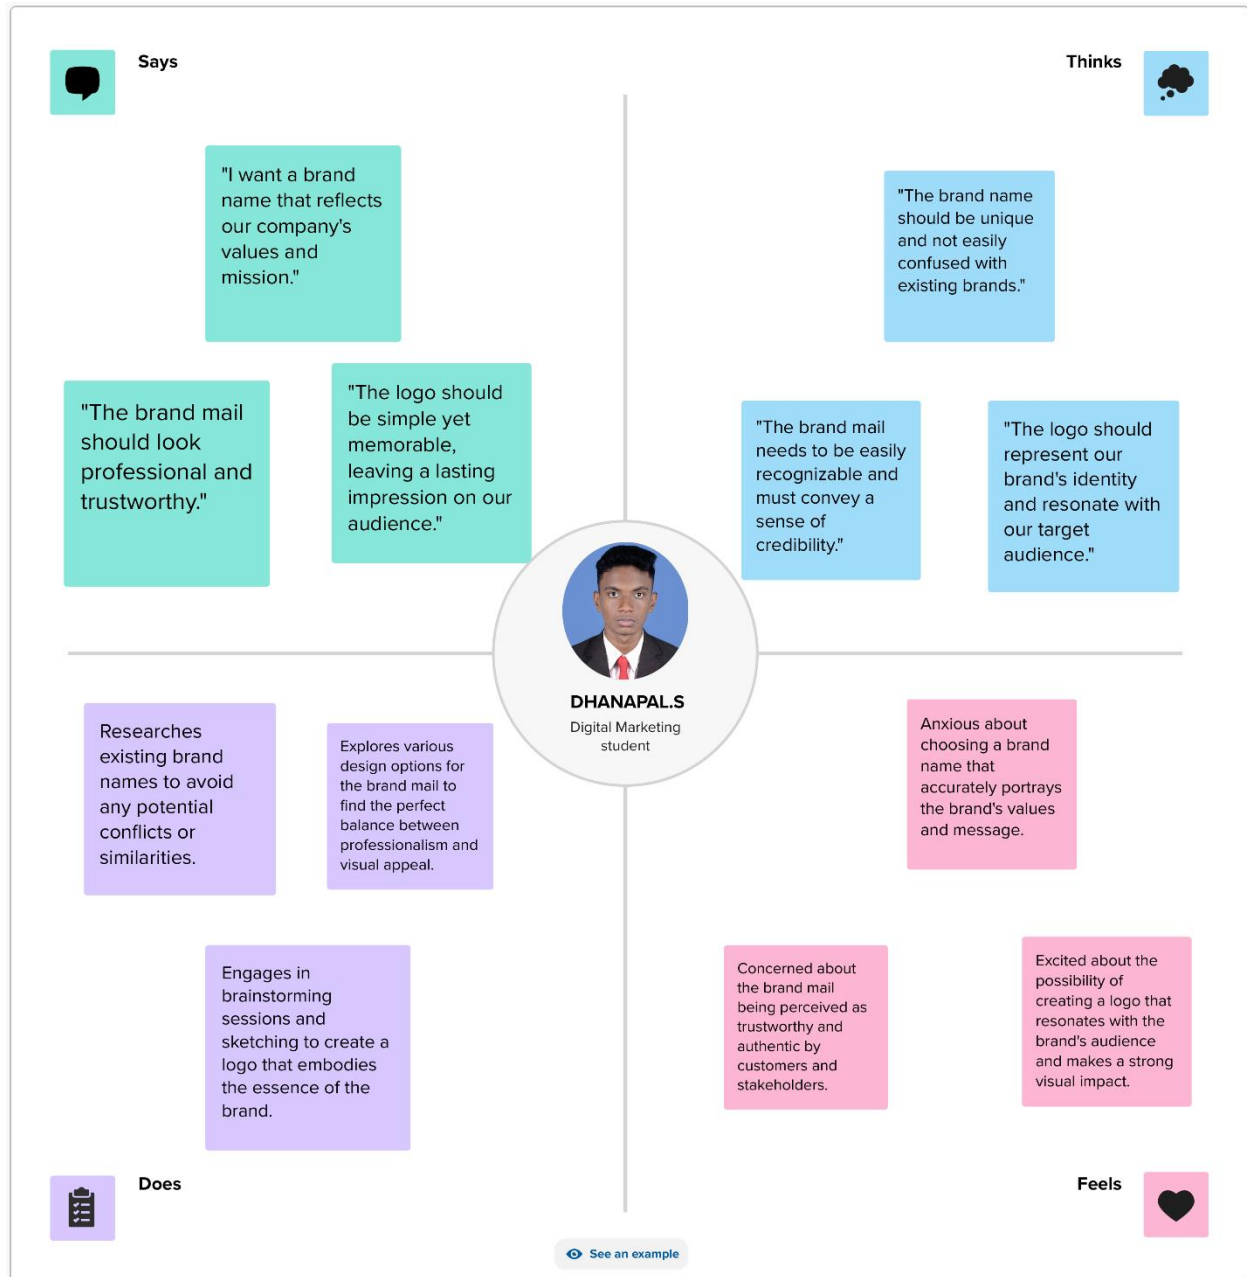 Says
Thinks
"I want a brand
name that reflects
our company's
values and
mission."
"The brand name
should be unique
and not easily
confused with
existing brands."
"The brand mail
should look
professional and
trustworthy."
"The logo should
be simple yet
memorable,
leaving a lasting
impression on our
audience."
"The brand mail
needs to be easily
recognizable and
must convey a
sense of
credibility."
"The logo should
represent our
brand's identity
and resonate with
our target
audience."
DHANAPAL.S
Digital Marketing
student
Researches
existing brand
names to avoid
any potential
conflicts or
similarities.
Explores various
design options for
the brand mail to
find the perfect
balance between
professionalism and
visual appeal.
Anxious about
choosing a brand
name that
accurately portrays
the brand's values
and message.
Engages in
brainstorming
sessions and
sketching to create a
logo that embodies
the essence of the
brand.
Concerned about
the brand mail
being perceived as
trustworthy and
authentic by
customers and
stakeholders.
Excited about the
possibility of
creating a logo that
resonates with the
brand's audience
and makes a strong
visual impact.
Does
Feels
See an example